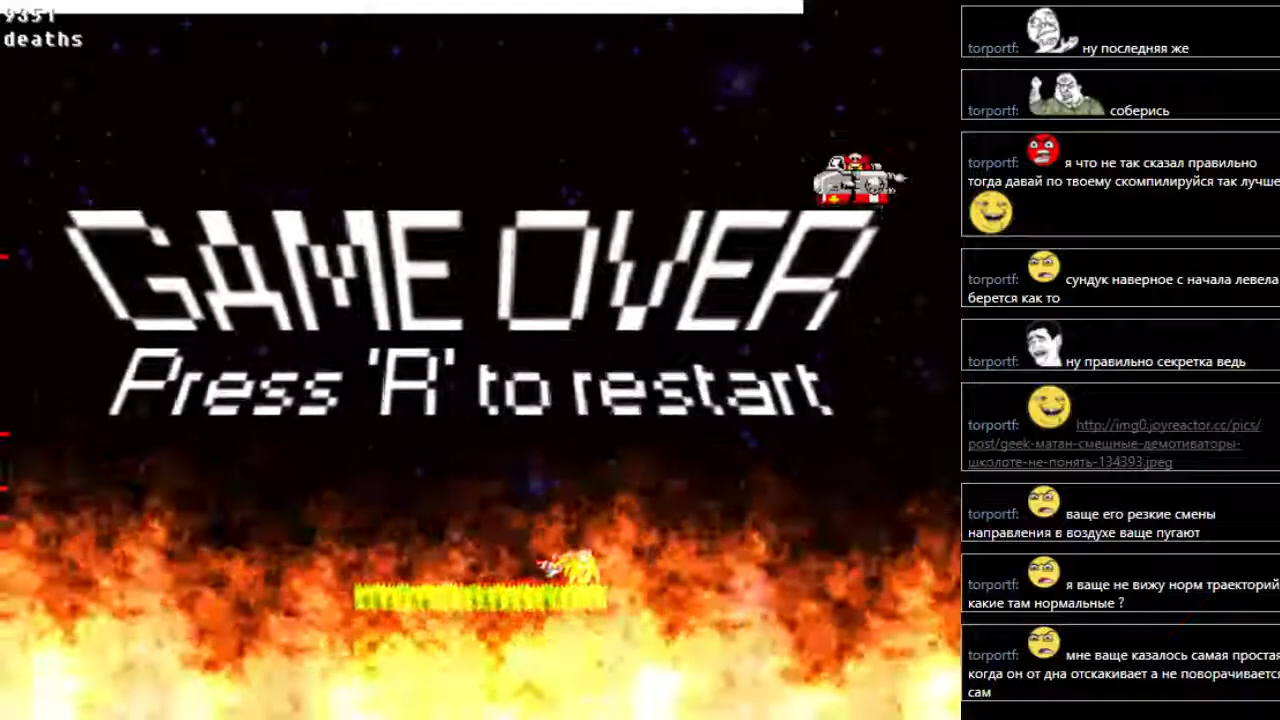 9351
deaths
GAME OVER
Press 'R' to restart
torportf: ну последняя же
torportf: соберись
torportf: я что не так сказал правильно
тогда давай по твоему скомпилируйся так лучше
torportf: сундук наверное с начала левела
берется как то
torportf: ну правильно секретка ведь
torportf: http://img0.joyreactor.cc/pics/
post/geek-матан-смешные-демотиваторы-
школоте-не-понять-134393.jpeg
torportf: ваще его резкие смены
направления в воздухе ваще пугают
torportf: я ваще не вижу норм траекторий
какие там нормальные ?
torportf: мне ваще казалось самая простая
когда он от дна отскакивает а не поворачивается
сам